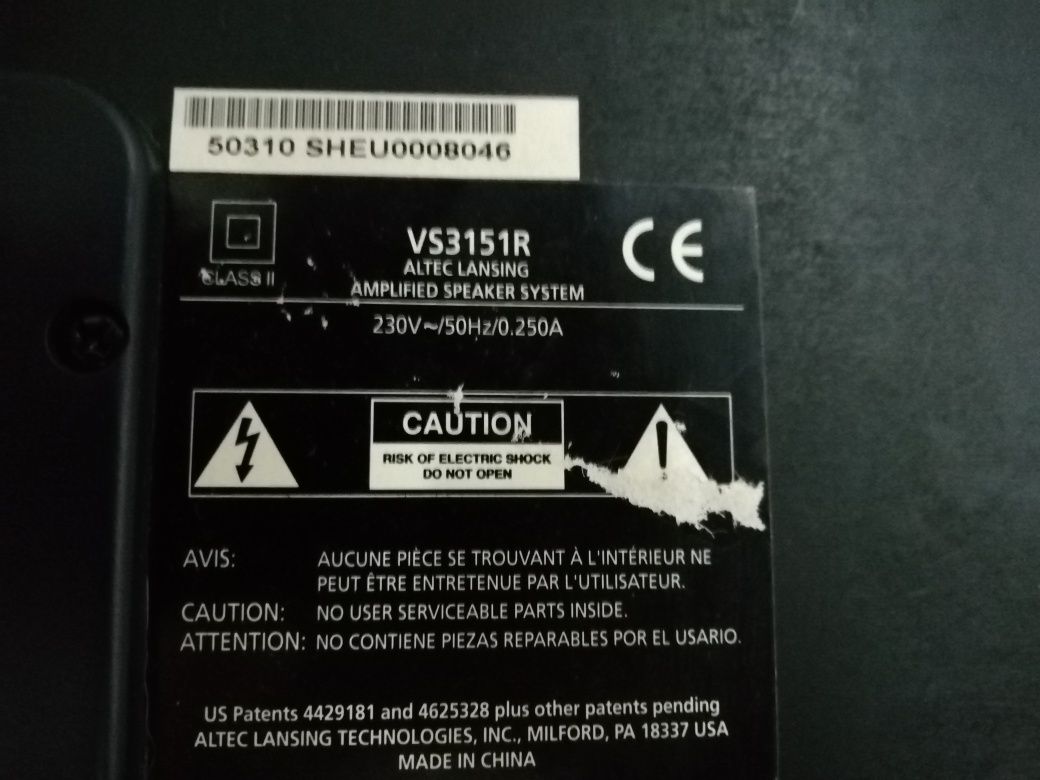 50310 SHEU0008046
CLASS II
VS3151R
ALTEC LANSING
AMPLIFIED SPEAKER SYSTEM
CE
230V~/50Hz/0.250A
CAUTION
RISK OF ELECTRIC SHOCK
DO NOT OPEN
AVIS: AUCUNE PIÈCE SE TROUVANT À L'INTÉRIEUR NE
PEUT ÊTRE ENTRETENUE PAR L'UTILISATEUR.
CAUTION: NO USER SERVICEABLE PARTS INSIDE.
ATTENTION: NO CONTIENE PIEZAS REPARABLES POR EL USARIO.
US Patents 4429181 and 4625328 plus other patents pending
ALTEC LANSING TECHNOLOGIES, INC., MILFORD, PA 18337 USA
MADE IN CHINA